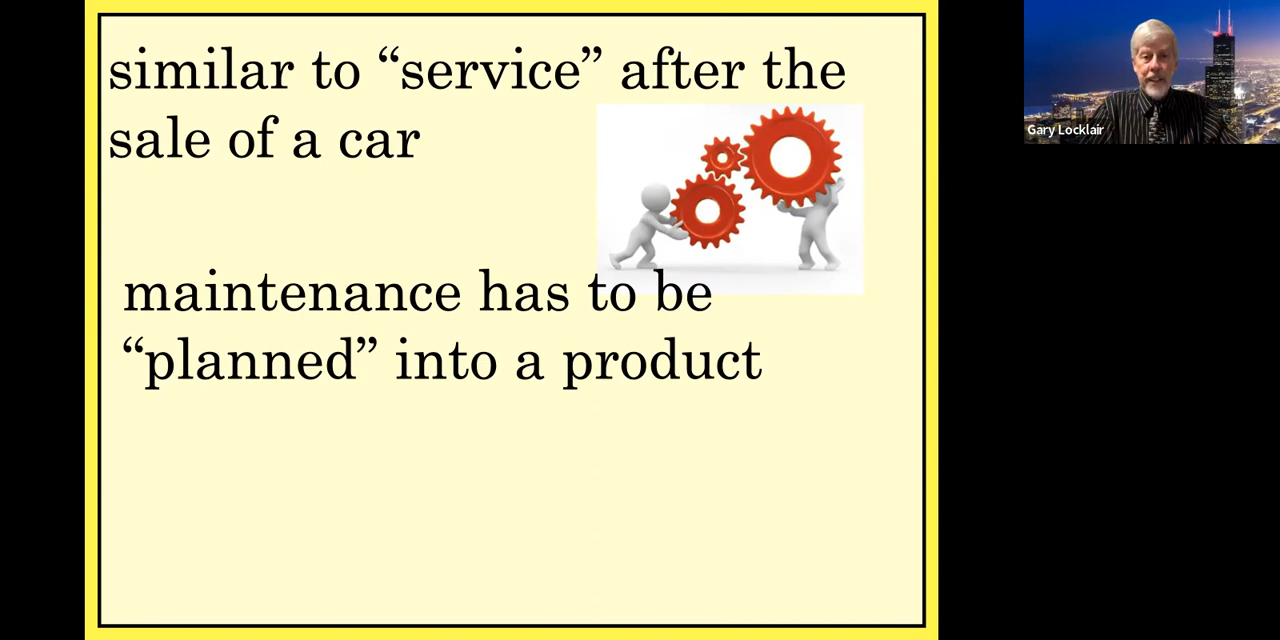 similar to “service” after the
sale of a car
maintenance has to be
“planned” into a product
Gary Locklair